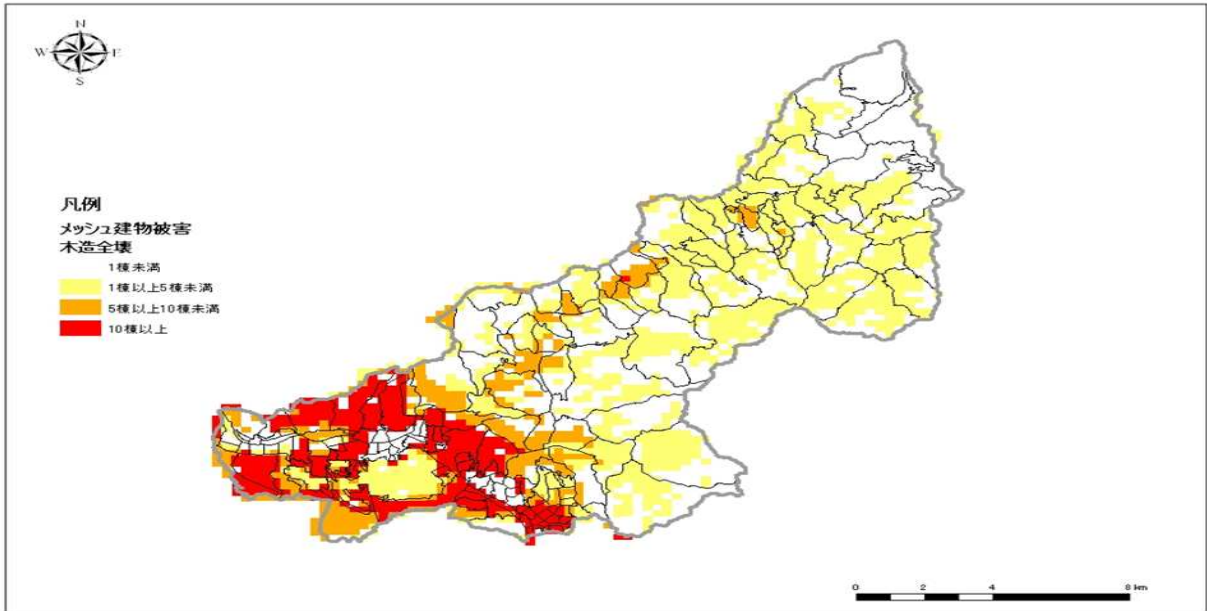 N
W E
S
凡例
メッシュ建物被害
木造全壊
1棟未満
1棟以上5棟未満
5棟以上10棟未満
10棟以上
0 2 4 8 km